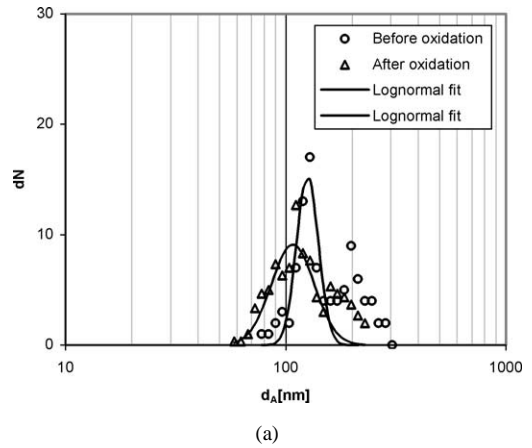 30
20
10
0
dN
10
100
1000
d_A[nm]
Before oxidation
After oxidation
Lognormal fit
Lognormal fit
(a)